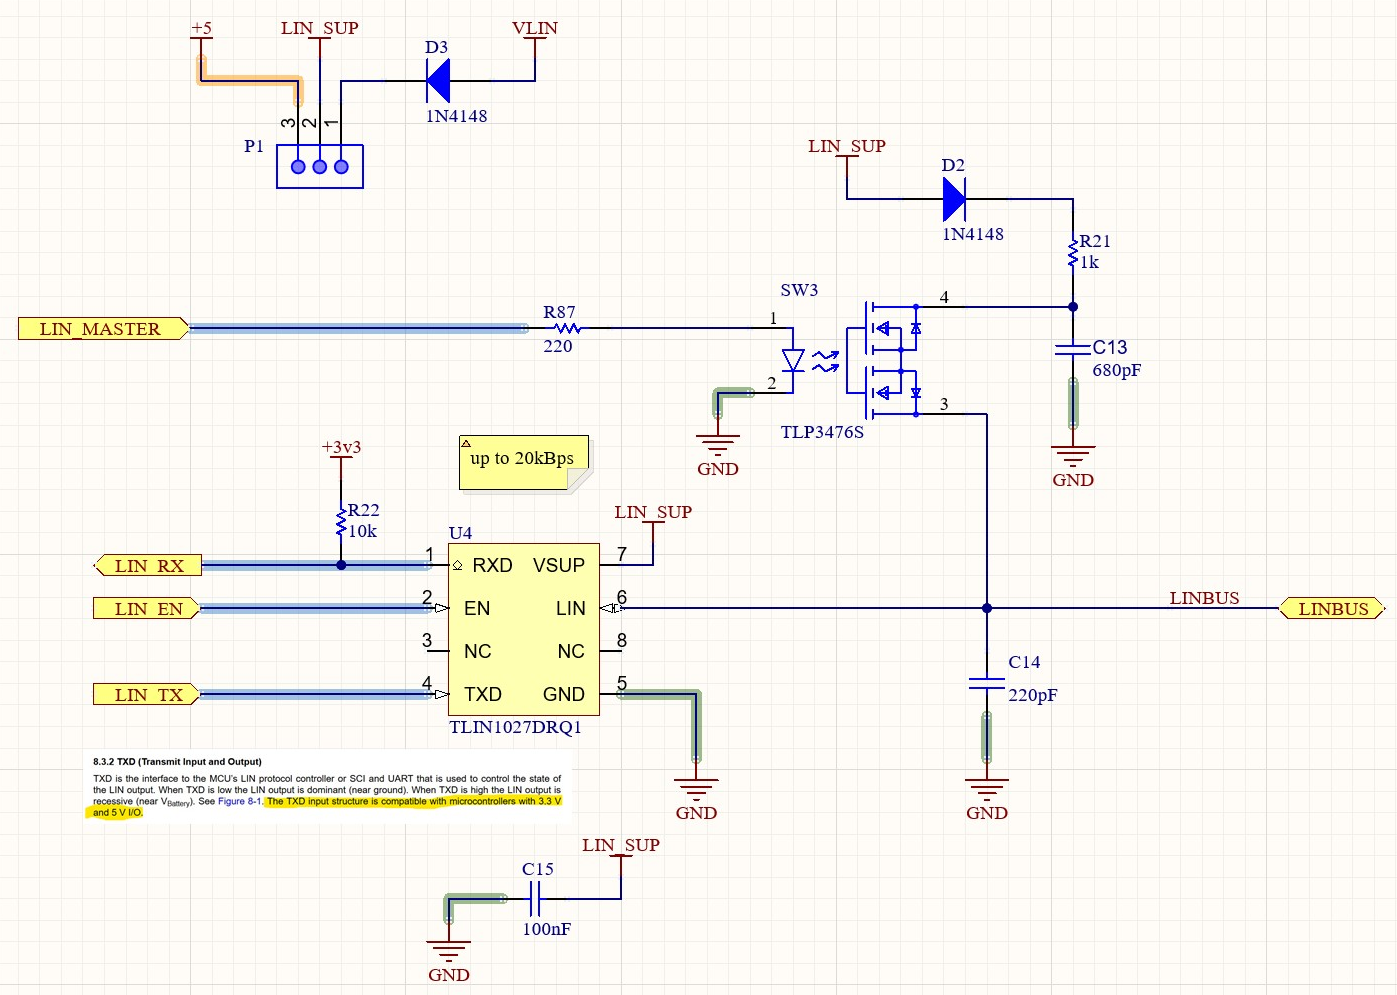 +5
LIN_SUP
VLIN
D3
1N4148
3
2
1
P1
LIN_SUP
D2
1N4148
R21
1k
SW3
4
LIN_MASTER
R87
220
1
2
3
TLP3476S
C13
680pF
GND
GND
+3v3
up to 20kBps
R22
10k
LIN_SUP
U4
LIN_RX
1
RXD
VSUP
7
LIN_EN
2
EN
LIN
6
LINBUS
LINBUS
3
NC
NC
8
LIN_TX
4
TXD
GND
5
TLIN1027DRQ1
C14
220pF
GND
GND
8.3.2 TXD (Transmit Input and Output)
TXD is the interface to the MCU's LIN protocol controller or SCI and UART that is used to control the state of
the LIN output. When TXD is low the LIN output is dominant (near ground). When TXD is high the LIN output is
recessive (near VBattery). See Figure 8-1. The TXD input structure is compatible with microcontrollers with 3.3 V
and 5 V I/O.
LIN_SUP
C15
100nF
GND